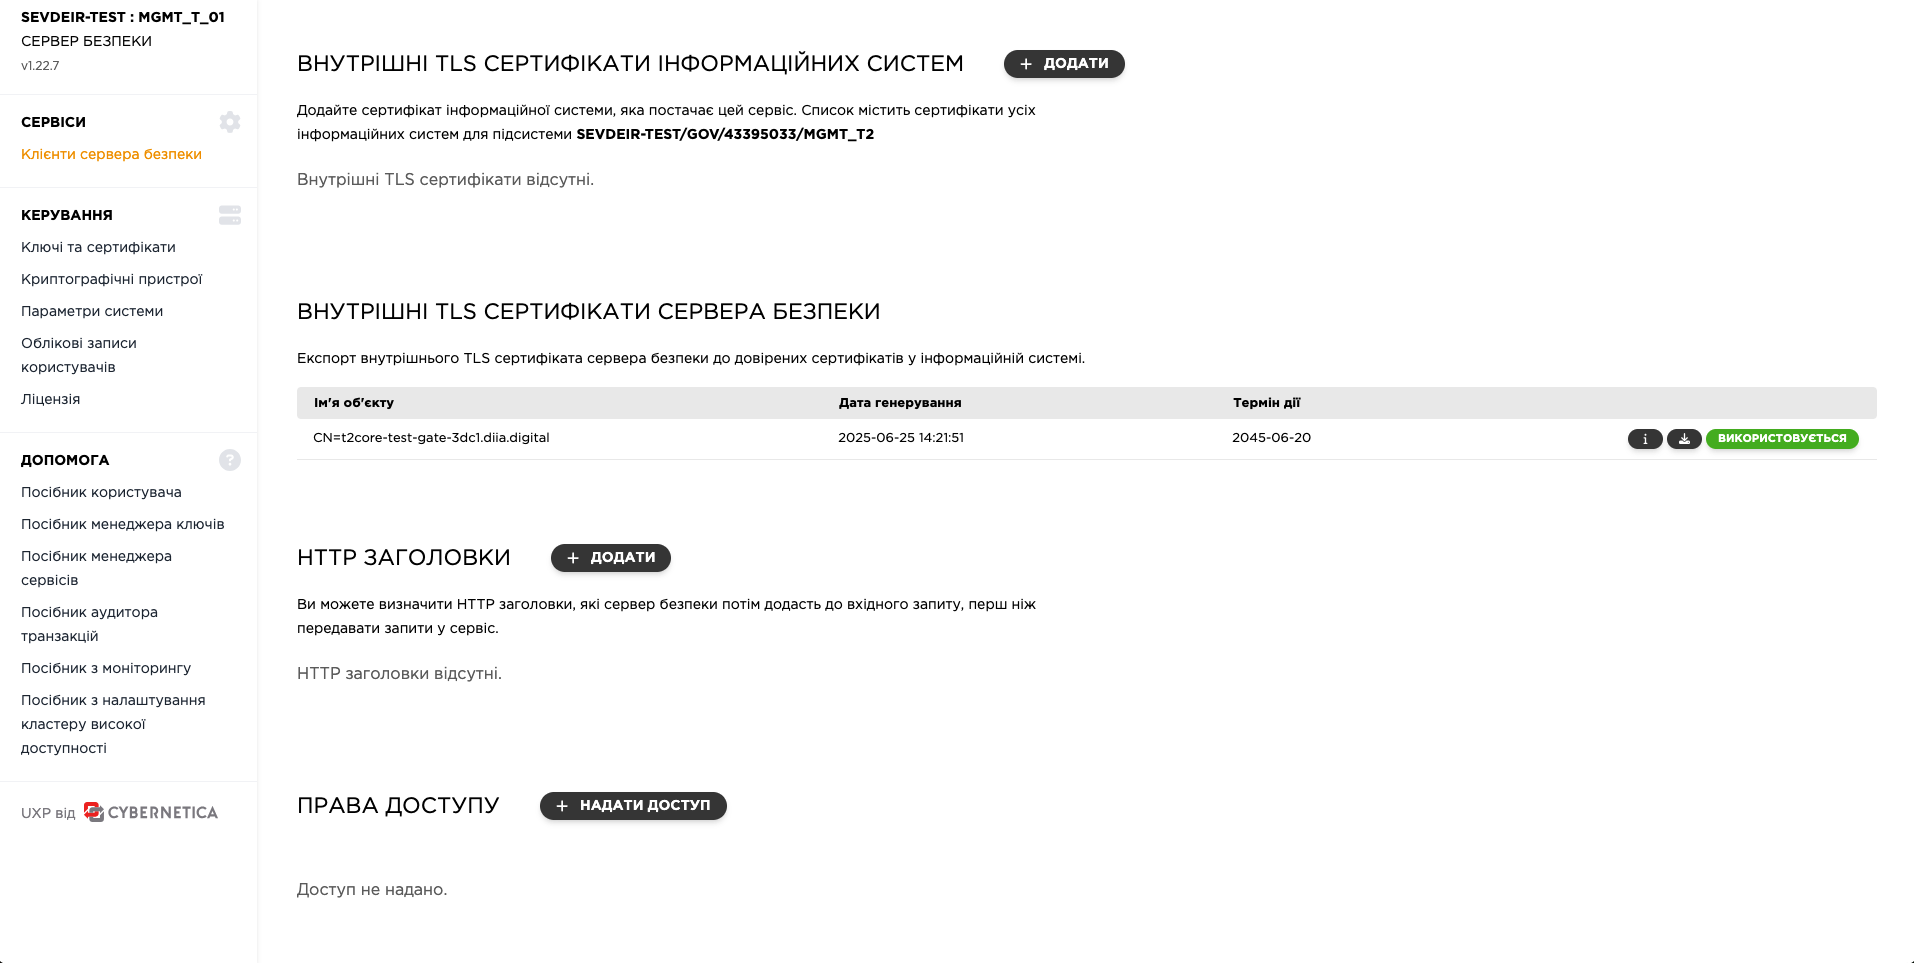 SEVDEIR-TEST : MGMT_T_01
СЕРВЕР БЕЗПЕКИ
v1.22.7
СЕРВІСИ
Клієнти сервера безпеки
КЕРУВАННЯ
Ключі та сертифікати
Криптографічні пристрої
Параметри системи
Облікові записи
користувачів
Ліцензія
ДОПОМОГА
?
Посібник користувача
Посібник менеджера ключів
Посібник менеджера
сервісів
Посібник аудитора
транзакцій
Посібник з моніторингу
Посібник з налаштування
кластеру високої
доступності
UXP від CYBERNETICA
ВНУТРІШНІ TLS СЕРТИФІКАТИ ІНФОРМАЦІЙНИХ СИСТЕМ
+ ДОДАТИ
Додайте сертифікат інформаційної системи, яка постачає цей сервіс. Список містить сертифікати усіх
інформаційних систем для підсистеми SEVDEIR-TEST/GOV/43395033/MGMT_T2
Внутрішні TLS сертифікати відсутні.
ВНУТРІШНІ TLS СЕРТИФІКАТИ СЕРВЕРА БЕЗПЕКИ
Експорт внутрішнього TLS сертифіката сервера безпеки до довірених сертифікатів у інформаційній системі.
Ім'я об'єкту Дата генерування Термін дії
CN=t2core-test-gate-3dc1.diia.digital 2025-06-25 14:21:51 2045-06-20 i ВИКОРИСТОВУЄТЬСЯ
HTTP ЗАГОЛОВКИ
+ ДОДАТИ
Ви можете визначити HTTP заголовки, які сервер безпеки потім додасть до вхідного запиту, перш ніж
передавати запити у сервіс.
HTTP заголовки відсутні.
ПРАВА ДОСТУПУ
+ НАДАТИ ДОСТУП
Доступ не надано.